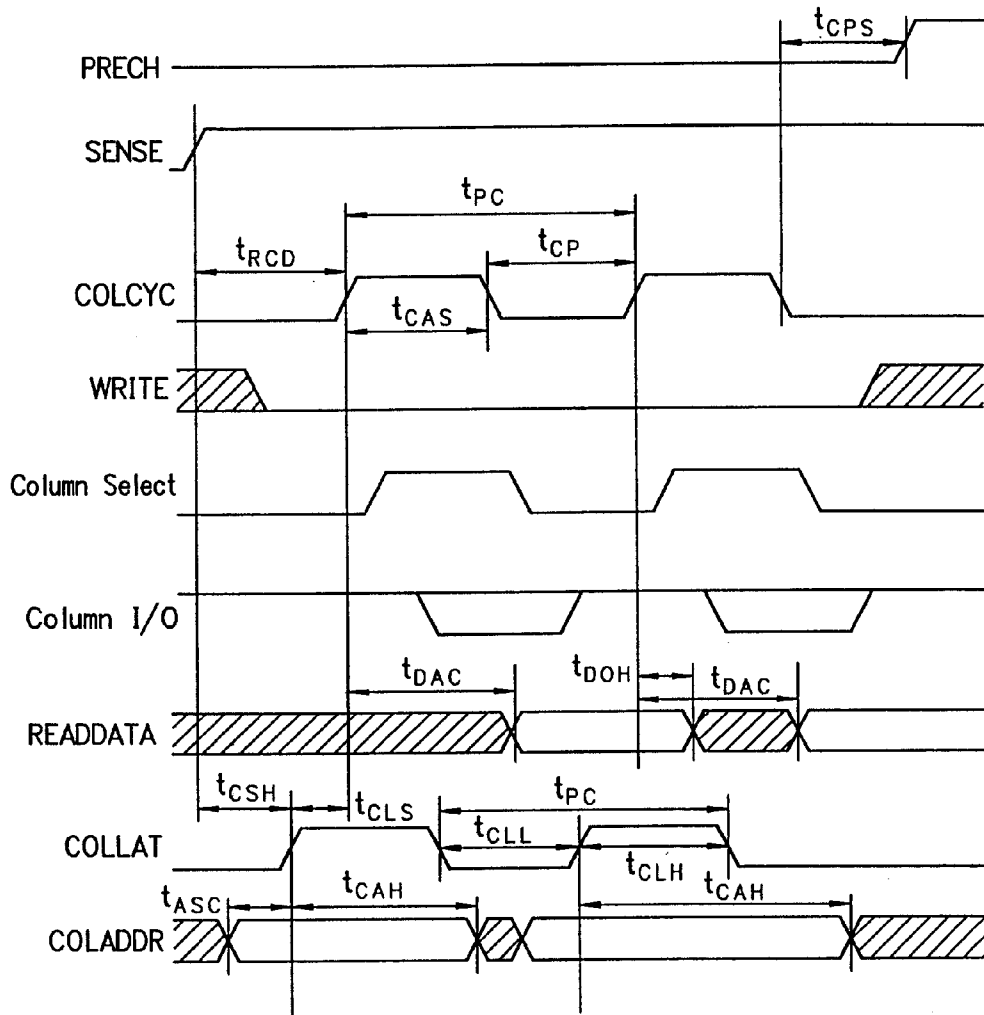 tCPS
PRECH
SENSE
tPC
tRCD
tCP
COLCYC
tCAS
WRITE
Column Select
Column I/O
tDAC
tDOH
tDAC
READDATA
tCSH
tCLS
tPC
COLLAT
tCLL
tCLH
tASC
tCAH
tCAH
COLADDR